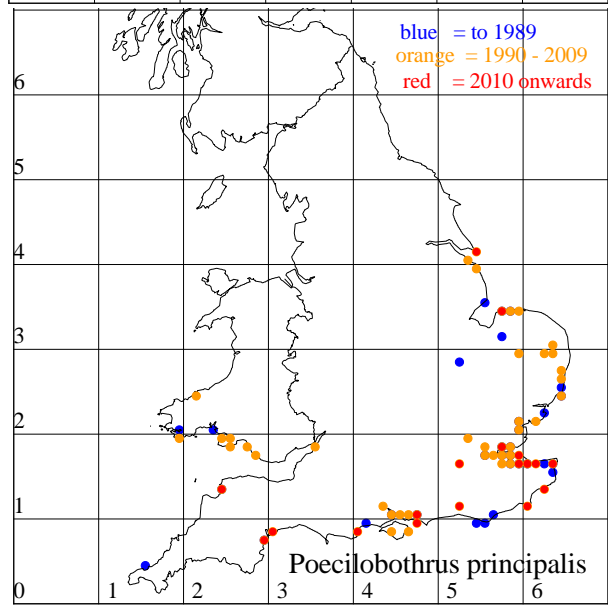 blue = to 1989
orange = 1990 - 2009
red = 2010 onwards
6
5
4
3
2
1
Poecilobothrus principalis
0 1 2 3 4 5 6